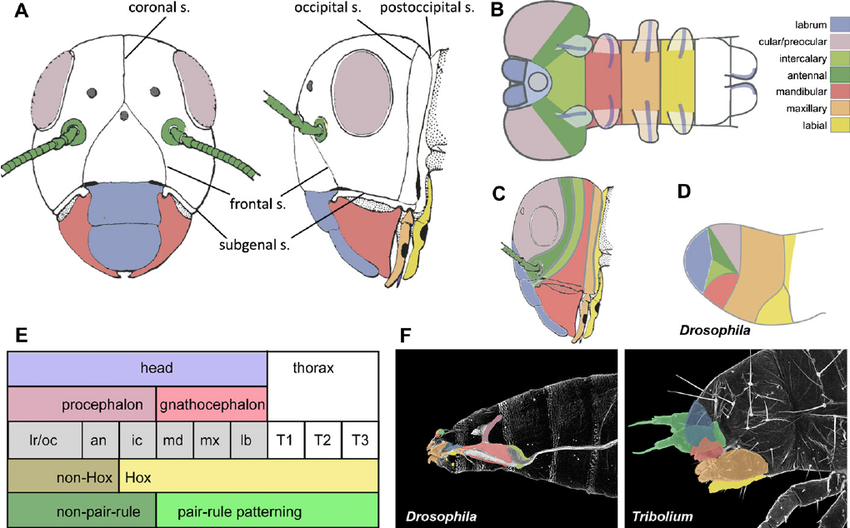 A
coronal s.
occipital s.
postoccipital s.
frontal s.
subgenal s.
B
labrum
cular/preocular
intercalary
antennal
mandibular
maxillary
labial
C
D
Drosophila
E
head
thorax
procephalon
gnathocephalon
lr/oc
an
ic
md
mx
lb
T1
T2
T3
non-Hox
Hox
non-pair-rule
pair-rule patterning
F
Drosophila
Tribolium